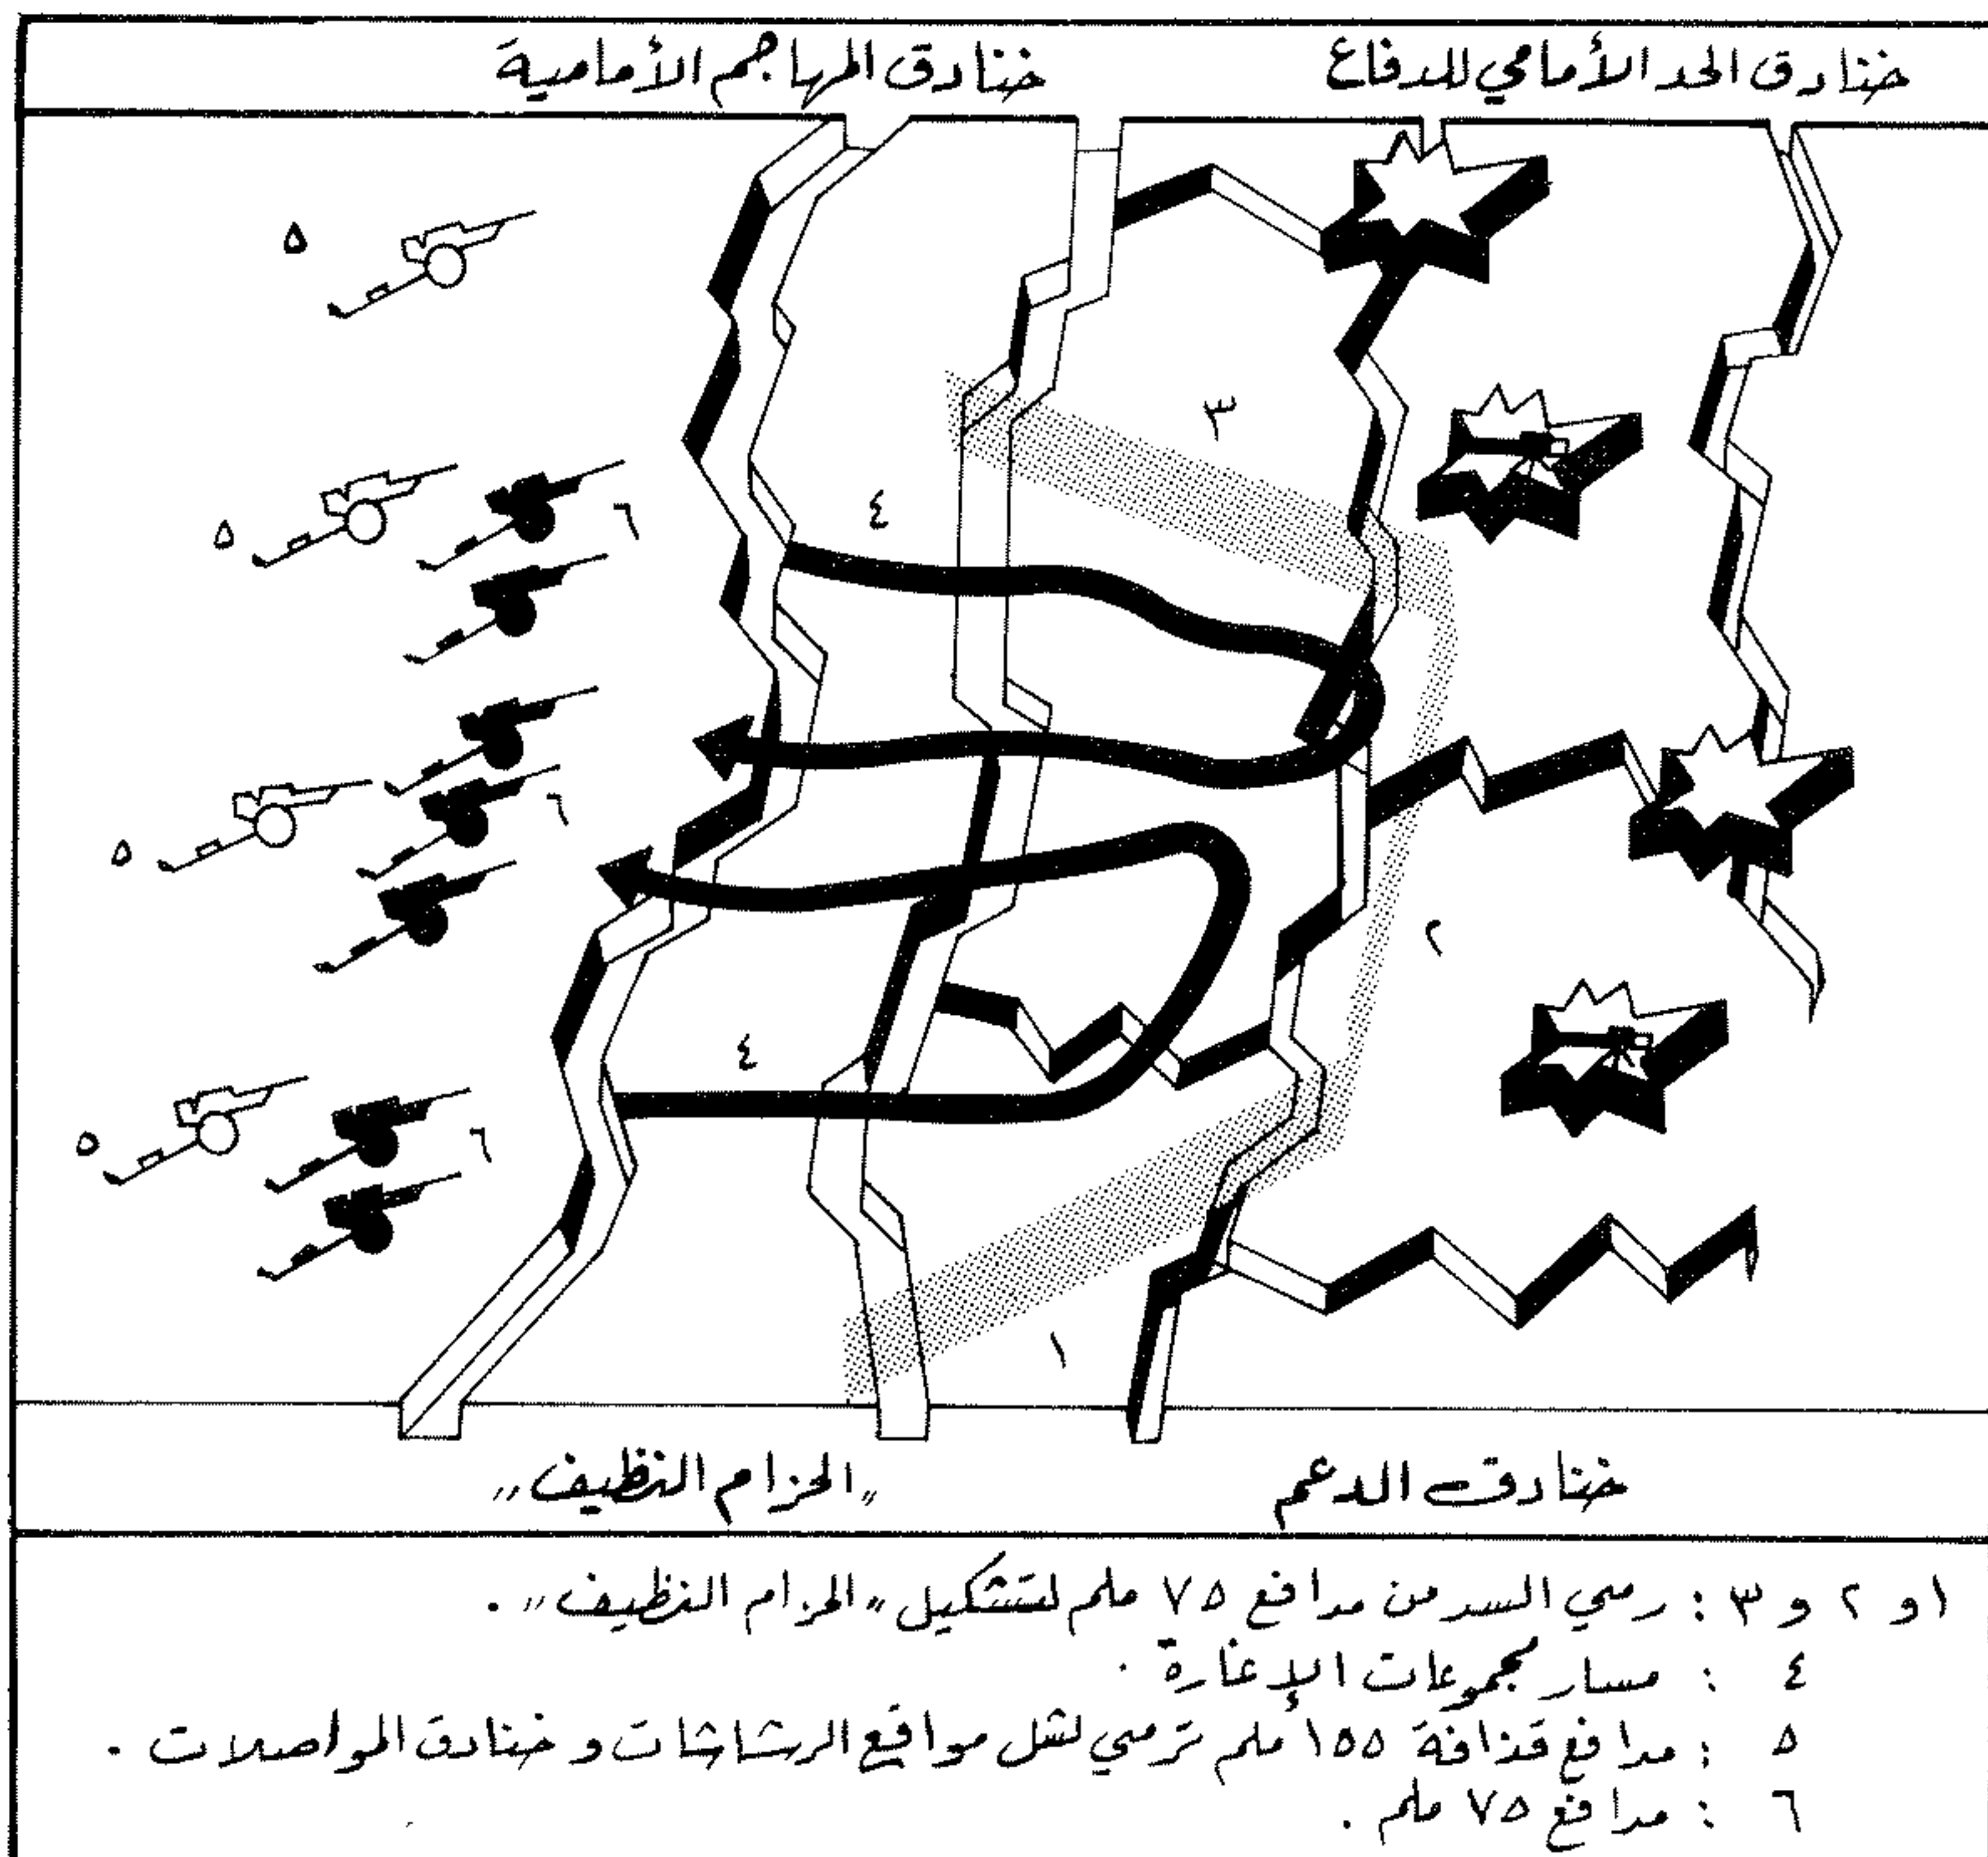 خنادق الحد الأمامي للدفاع
خنادق المهاجم الأمامية
٥
٣
٤
٥
٦
٦
٥
٢
٤
٥
٦
١
خنادق الدعم
"الحزام النظيف"
١ و ٢ و ٣ : رمي السد من مدافع ٧٥ ملم لتشكيل "الحزام النظيف" .
٤ : مسار مجموعات الإغارة .
٥ : مدافع قذافة ١٥٥ ملم ترمي لشل مواقع الرشاشات و خنادق المواصلات .
٦ : مدافع ٧٥ ملم .